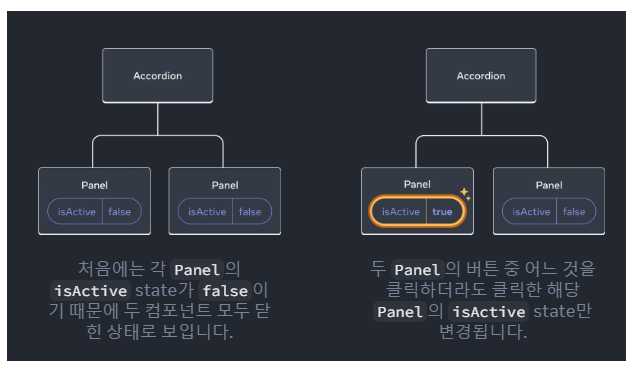 Accordion
Panel
isActive false
Panel
isActive false
처음에는 각 Panel 의
isActive state가 false 이
기 때문에 두 컴포넌트 모두 닫
힌 상태로 보입니다.
Accordion
Panel
isActive true
Panel
isActive false
두 Panel 의 버튼 중 어느 것을
클릭하더라도 클릭한 해당
Panel 의 isActive state만
변경됩니다.